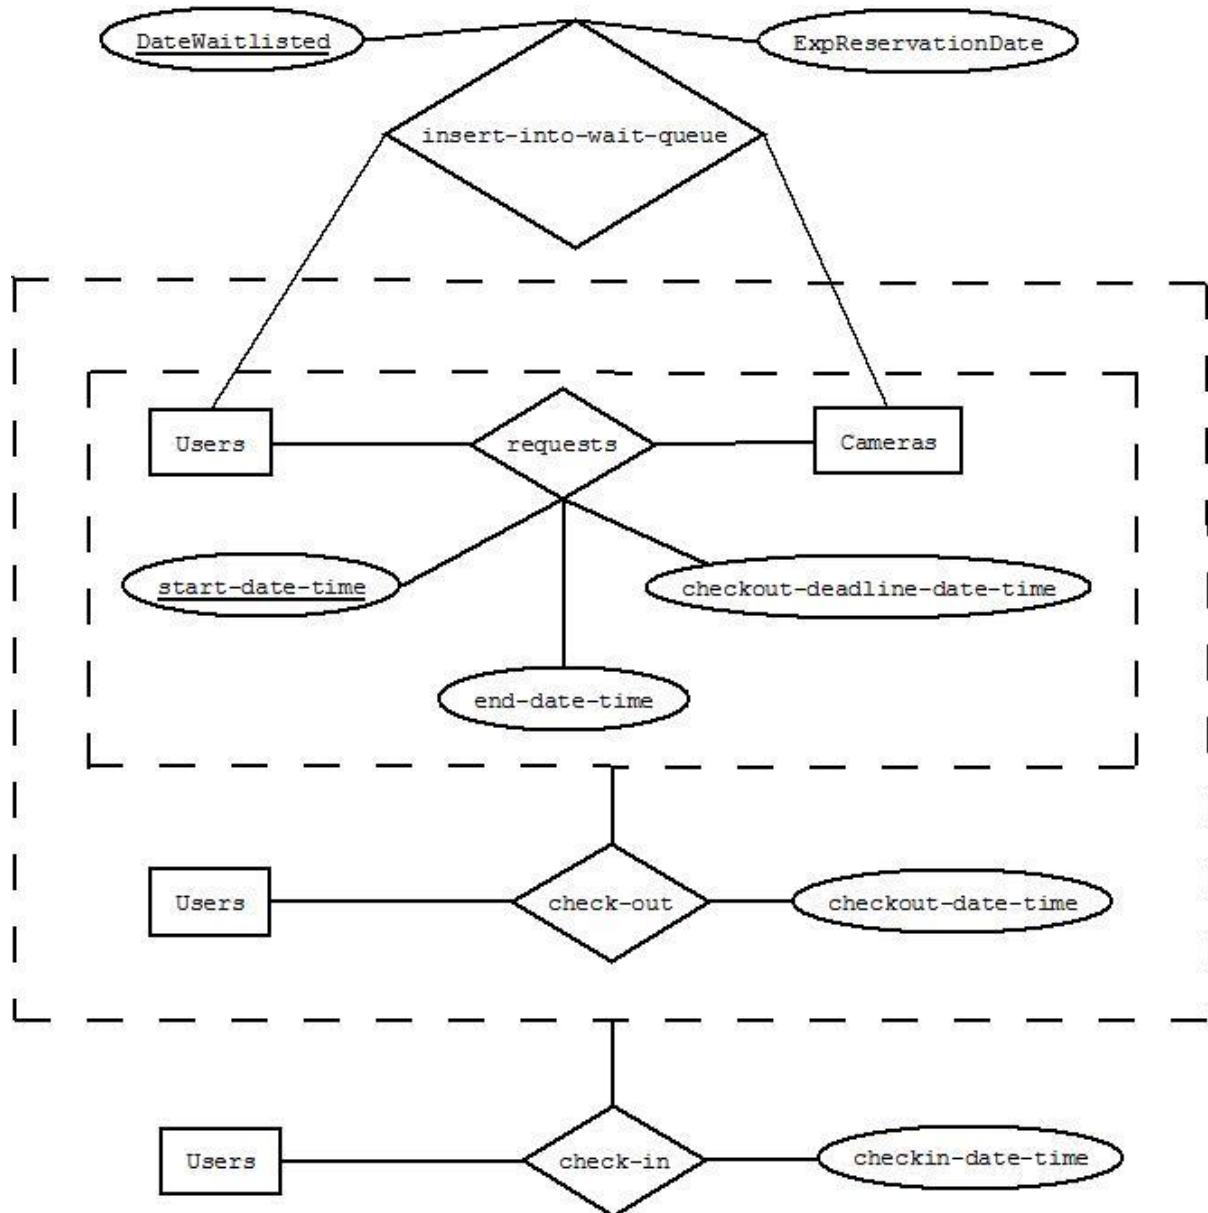 DateWaitlisted
ExpReservationDate
insert-into-wait-queue
Users
requests
Cameras
start-date-time
checkout-deadline-date-time
end-date-time
Users
check-out
checkout-date-time
Users
check-in
checkin-date-time